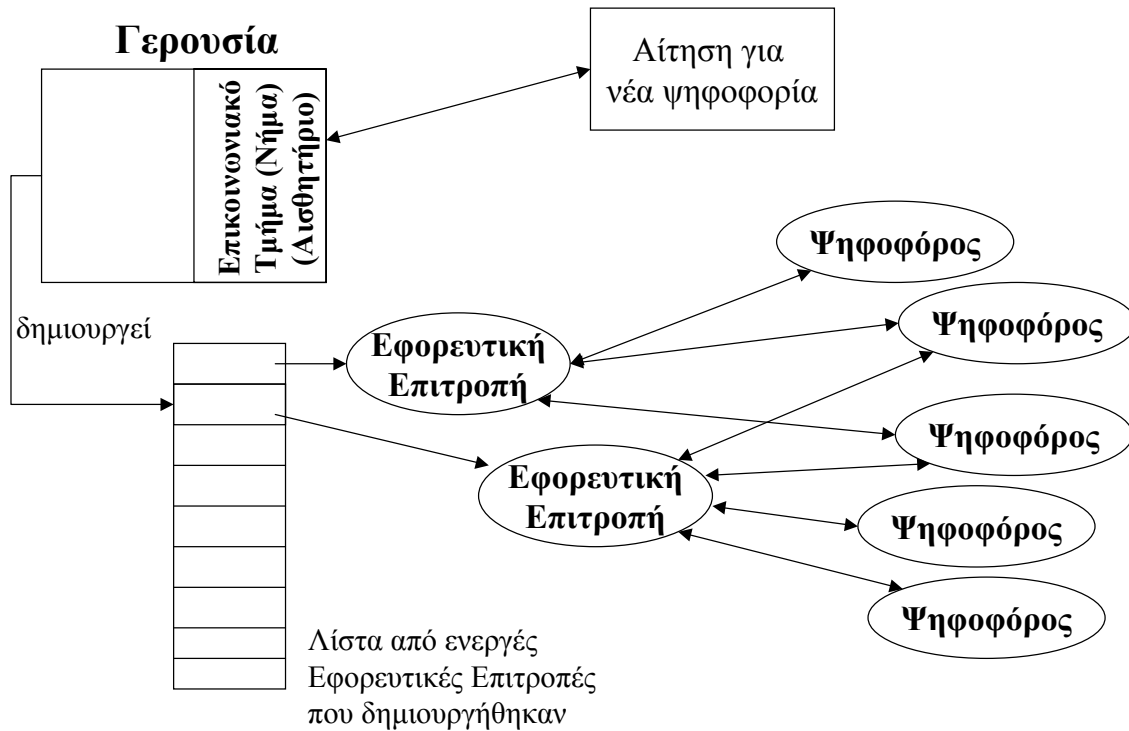 Γερουσία
Επικοινωνιακό
Τμήμα (Νήμα)
(Αισθητήριο)
Αίτηση για
νέα ψηφοφορία
δημιουργεί
Εφορευτική
Επιτροπή
Εφορευτική
Επιτροπή
Ψηφοφόρος
Ψηφοφόρος
Ψηφοφόρος
Ψηφοφόρος
Ψηφοφόρος
Λίστα από ενεργές
Εφορευτικές Επιτροπές
που δημιουργήθηκαν